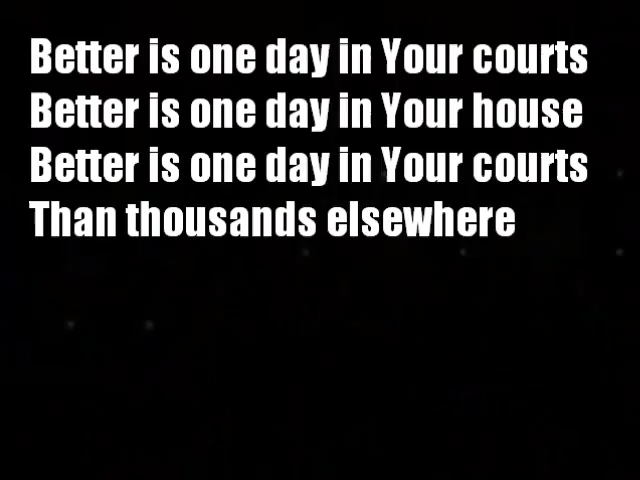 Better is one day in Your courts
Better is one day in Your house
Better is one day in Your courts
Than thousands elsewhere